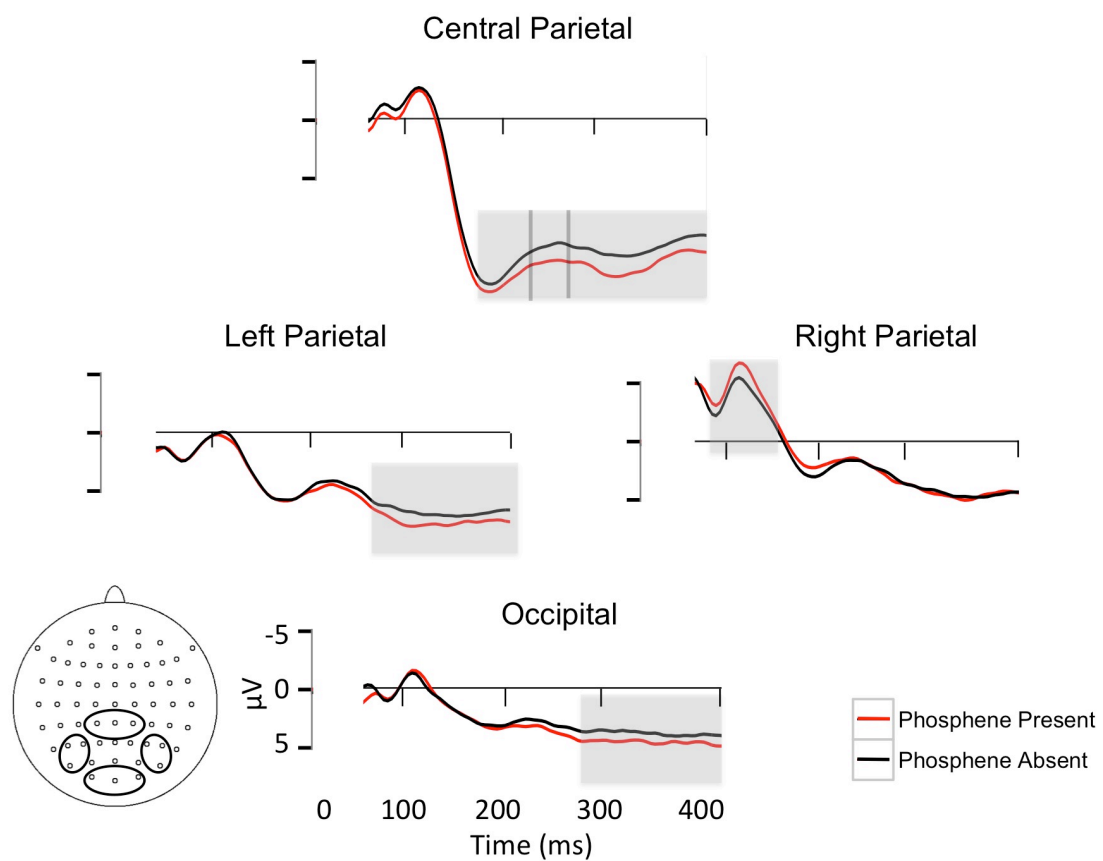 Central Parietal
Left Parietal
Right Parietal
Occipital
-5
0
5
µV
0 100 200 300 400
Time (ms)
Phosphene Present
Phosphene Absent